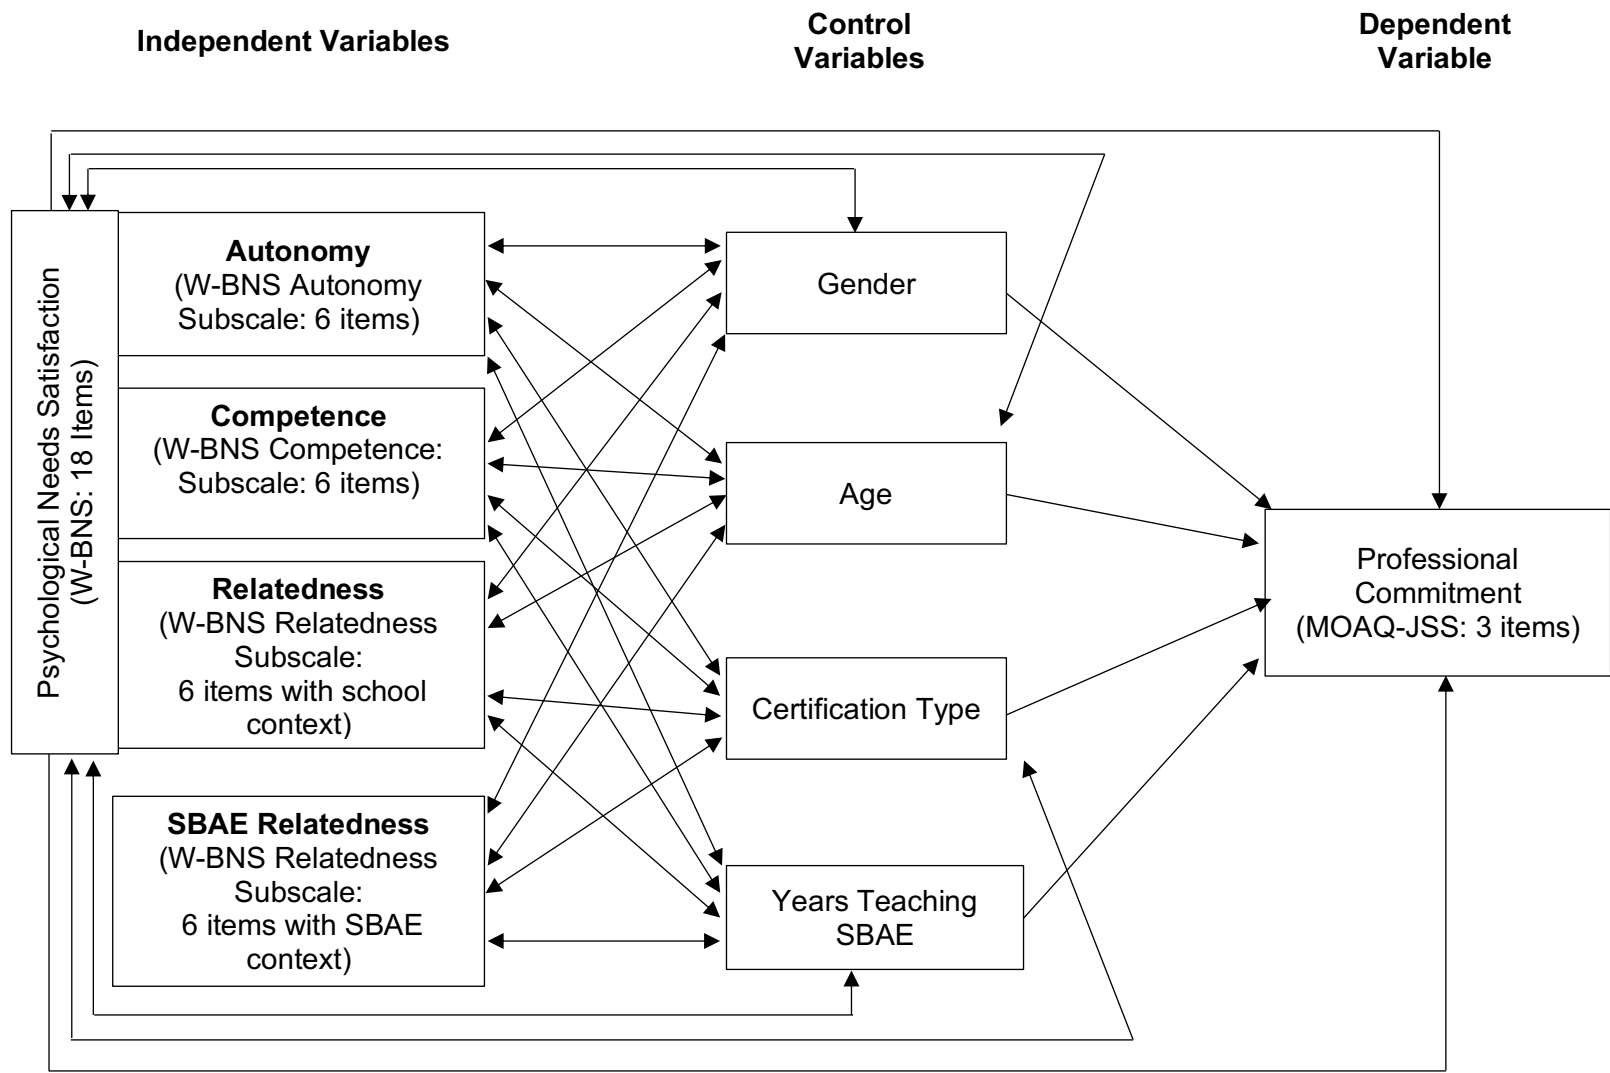 Independent Variables
Control
Variables
Dependent
Variable
Psychological Needs Satisfaction
(W-BNS: 18 Items)
Autonomy
(W-BNS Autonomy
Subscale: 6 items)
Competence
(W-BNS Competence:
Subscale: 6 items)
Relatedness
(W-BNS Relatedness
Subscale:
6 items with school
context)
SBAE Relatedness
(W-BNS Relatedness
Subscale:
6 items with SBAE
context)
Gender
Age
Certification Type
Years Teaching
SBAE
Professional
Commitment
(MOAQ-JSS: 3 items)